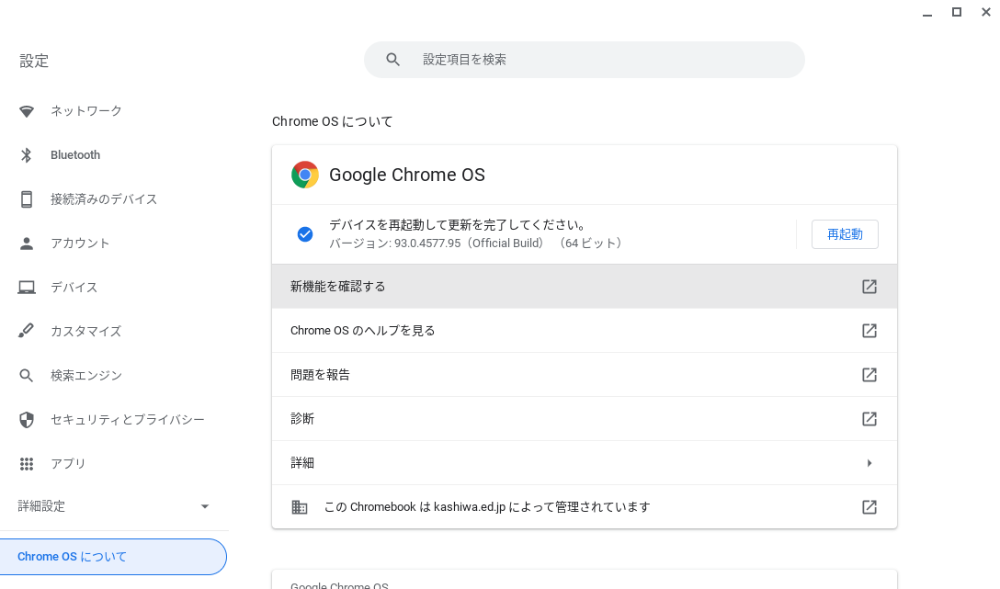 設定
設定項目を検索
ネットワーク
Bluetooth
接続済みのデバイス
アカウント
デバイス
カスタマイズ
検索エンジン
セキュリティとプライバシー
アプリ
詳細設定
Chrome OS について
Chrome OS について
Google Chrome OS
デバイスを再起動して更新を完了してください。
バージョン: 93.0.4577.95（Official Build） （64 ビット）
再起動
新機能を確認する
Chrome OS のヘルプを見る
問題を報告
診断
詳細
この Chromebook は kashiwa.ed.jp によって管理されています
Google Chrome OS